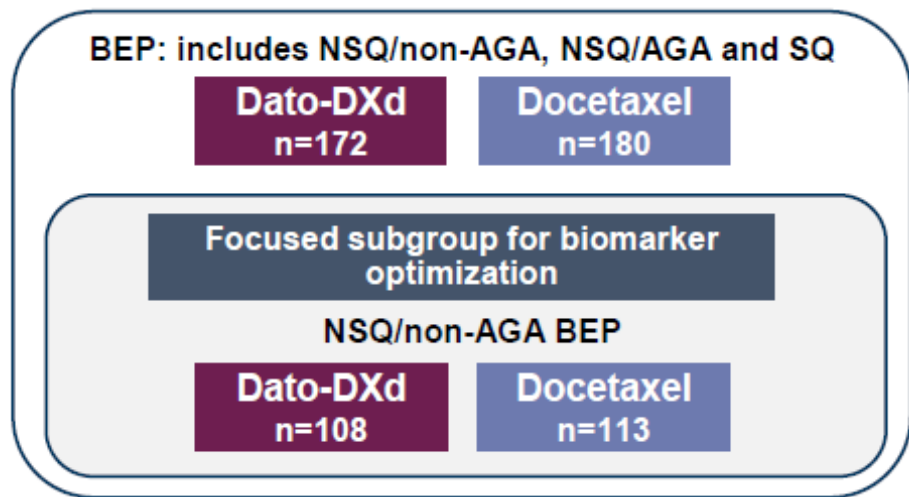 BEP: includes NSQ/non-AGA, NSQ/AGA and SQ
Dato-DXd Docetaxel
n=172 n=180
Focused subgroup for biomarker
optimization
NSQ/non-AGA BEP
Dato-DXd Docetaxel
n=108 n=113